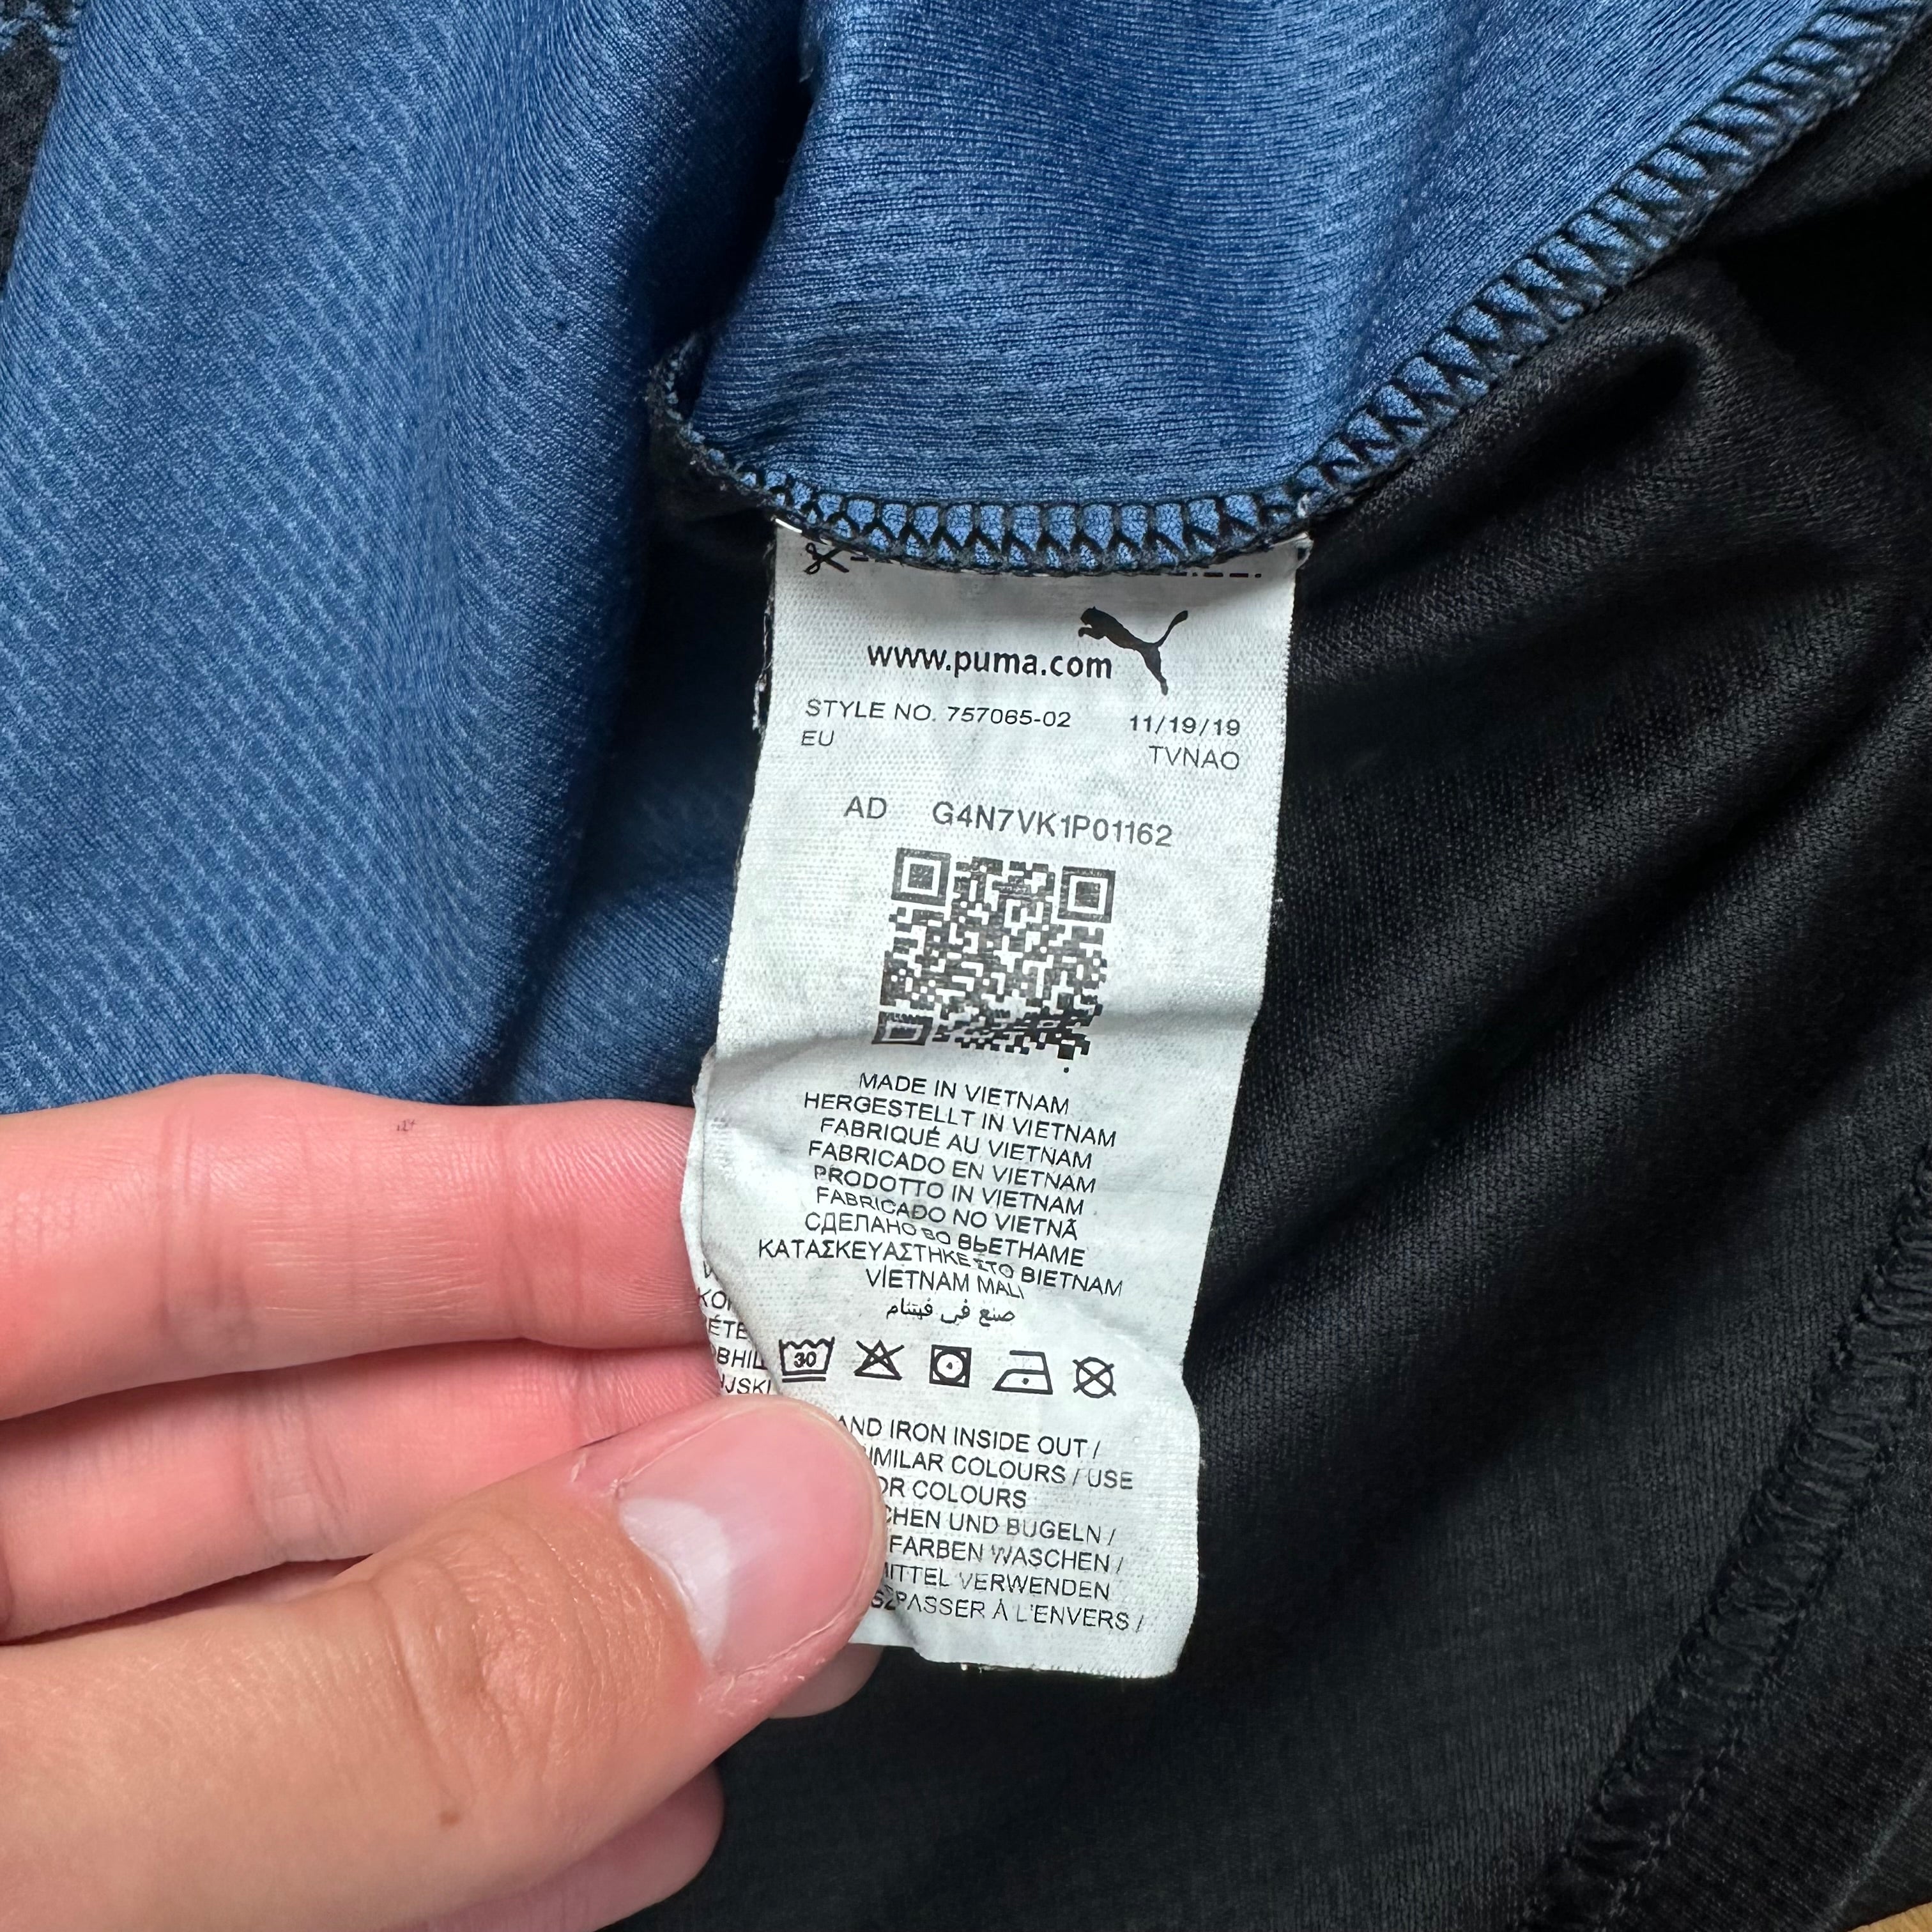 www.puma.com
STYLE NO. 757065-02 11/19/19
EU TVNAO
AD G4N7VK1P01162
MADE IN VIETNAM
HERGESTELLT IN VIETNAM
FABRIQUÉ AU VIETNAM
FABRICADO EN VIETNAM
PRODOTTO IN VIETNAM
FABRICADO NO VIETNÃ
СДЕЛАНО ВО ВЬЕТНАМЕ
ΚΑΤΑΣΚΕΥΑΣΤΗΚΕ ΣΤΟ ΒΙΕΤΝΑΜ
VIETNAM MALI
صنع في فيتنام
30
AND IRON INSIDE OUT /
SIMILAR COLOURS / USE
COLOURS
UND BUGELN /
FARBEN WASCHEN /
VERWENDEN
À L'ENVERS /